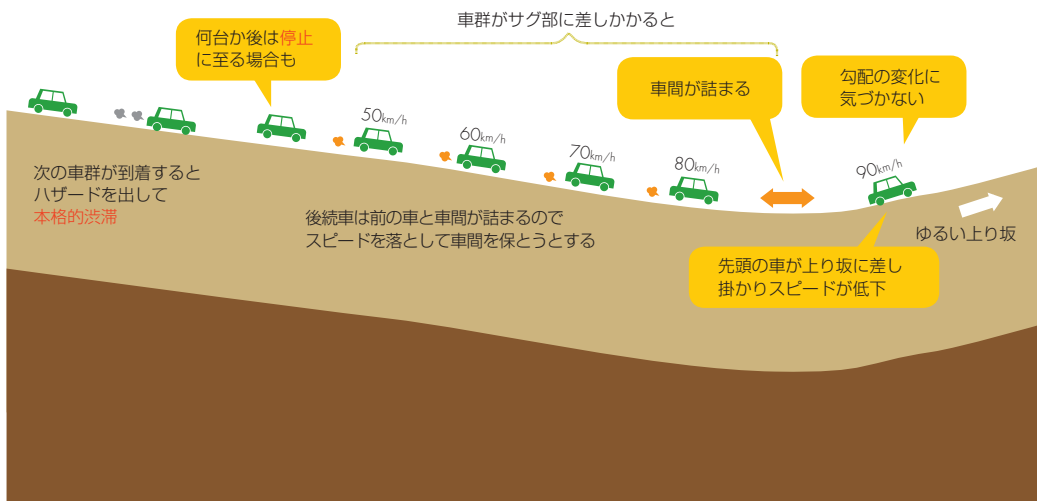 車群がサグ部に差しかかると
何台か後は停止
に至る場合も
車間が詰まる
勾配の変化に
気づかない
50km/h
60km/h
70km/h
80km/h
90km/h
次の車群が到着すると
ハザードを出して
本格的渋滞
後続車は前の車と車間が詰まるので
スピードを落として車間を保とうとする
ゆるい上り坂
先頭の車が上り坂に差し
掛かりスピードが低下